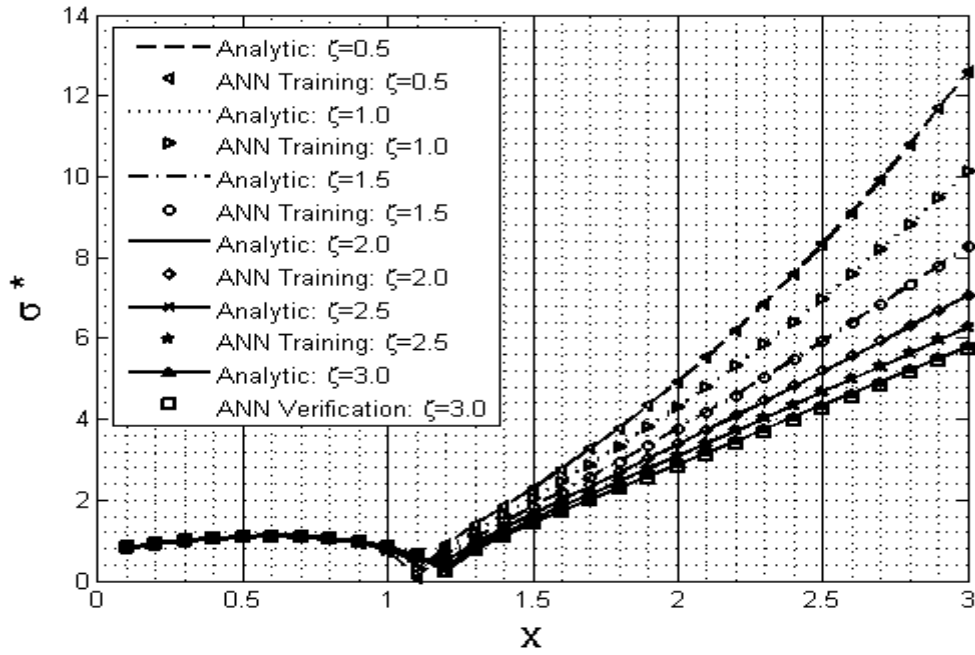 14
12
10
8
6
4
2
0
σ*
Analytic: ζ=0.5
ANN Training: ζ=0.5
Analytic: ζ=1.0
ANN Training: ζ=1.0
Analytic: ζ=1.5
ANN Training: ζ=1.5
Analytic: ζ=2.0
ANN Training: ζ=2.0
Analytic: ζ=2.5
ANN Training: ζ=2.5
Analytic: ζ=3.0
ANN Verification: ζ=3.0
0 0.5 1 1.5 2 2.5 3
X